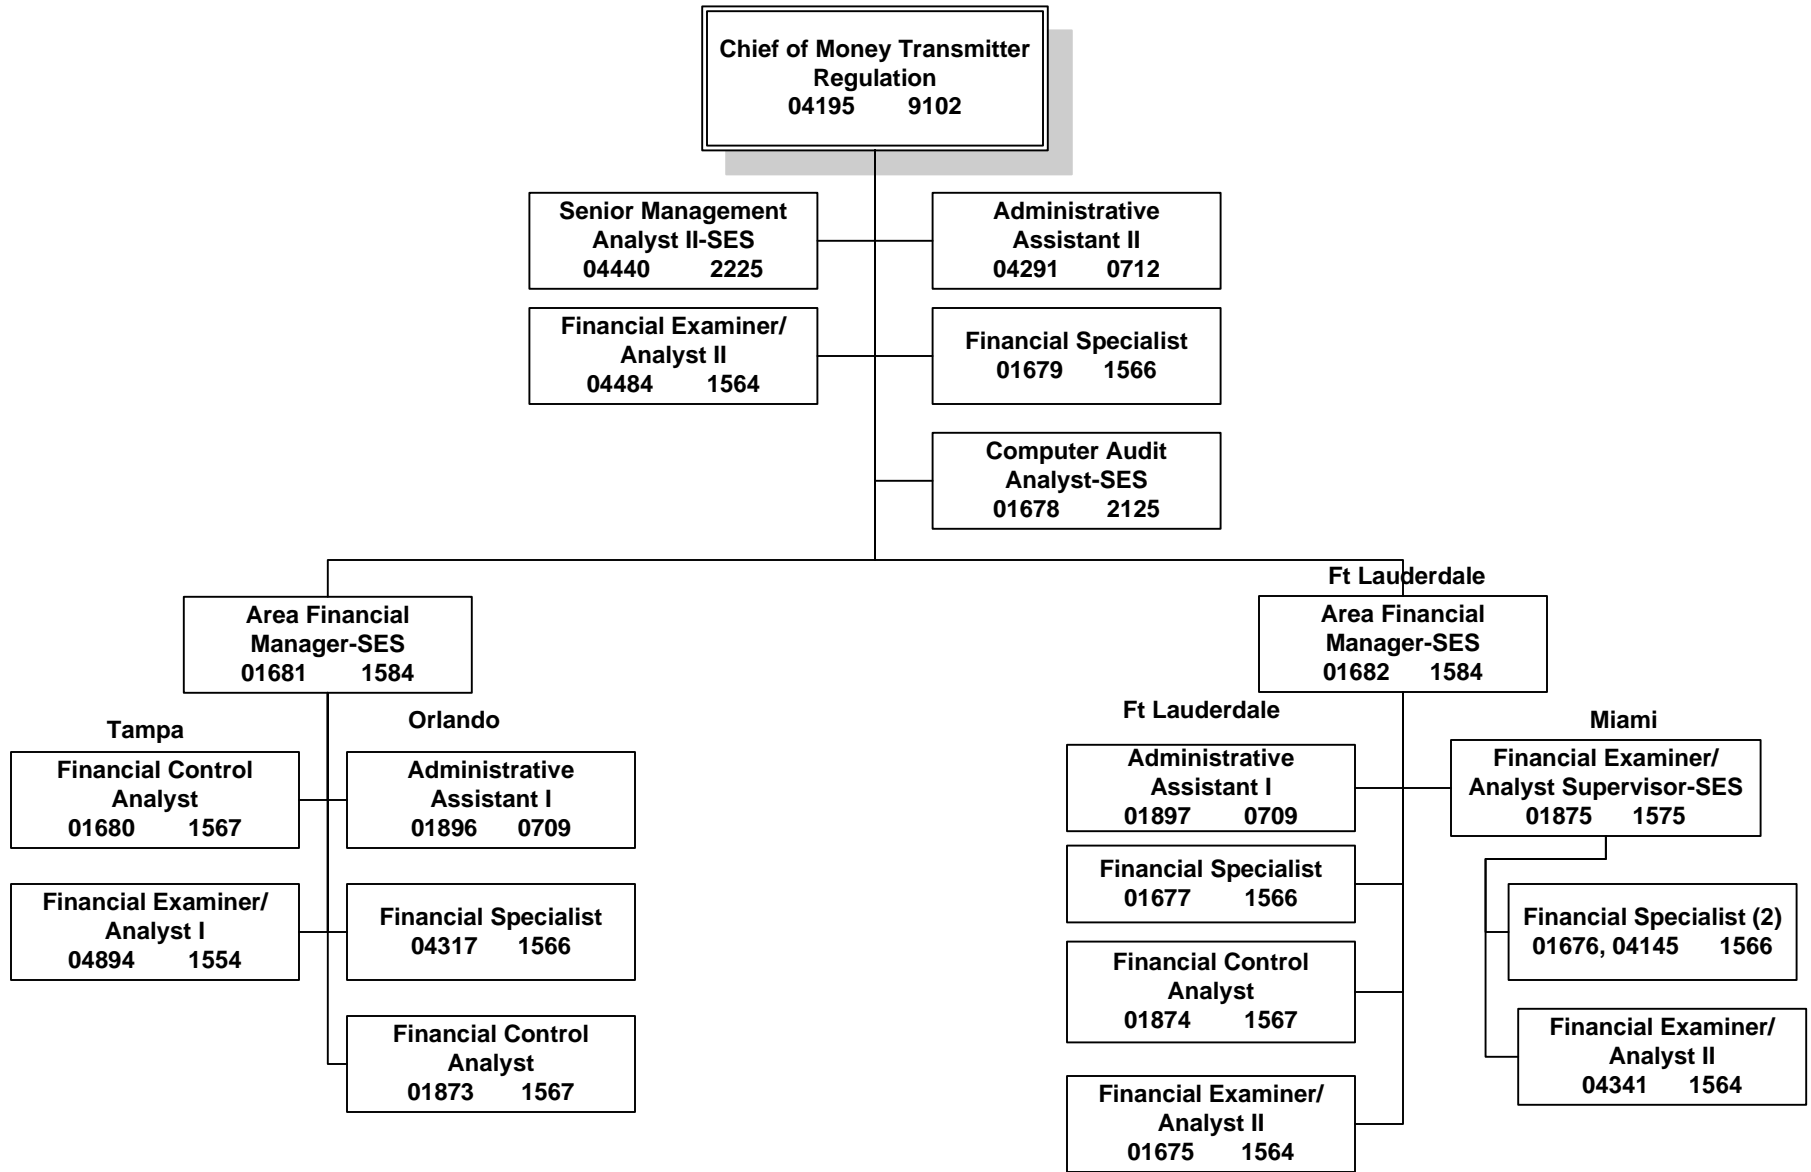 Chief of Money Transmitter
Regulation
04195 9102
Senior Management
Analyst II-SES
04440 2225
Administrative
Assistant II
04291 0712
Financial Examiner/
Analyst II
04484 1564
Financial Specialist
01679 1566
Computer Audit
Analyst-SES
01678 2125
Area Financial
Manager-SES
01681 1584
Tampa
Financial Control
Analyst
01680 1567
Financial Examiner/
Analyst I
04894 1554
Orlando
Administrative
Assistant I
01896 0709
Financial Specialist
04317 1566
Financial Control
Analyst
01873 1567
Ft Lauderdale
Area Financial
Manager-SES
01682 1584
Ft Lauderdale
Administrative
Assistant I
01897 0709
Financial Specialist
01677 1566
Financial Control
Analyst
01874 1567
Financial Examiner/
Analyst II
01675 1564
Miami
Financial Examiner/
Analyst Supervisor-SES
01875 1575
Financial Specialist (2)
01676, 04145 1566
Financial Examiner/
Analyst II
04341 1564